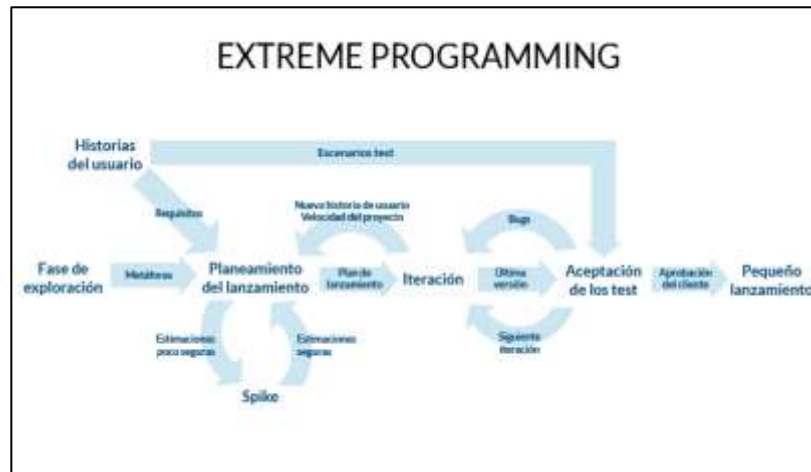 EXTREME PROGRAMMING
Historias
del usuario
Escenarios test
Requisitos
Nueva historia de usuario
Velocidad del proyecto
Bugs
Fase de
exploración
Metáforas
Planeamiento
del lanzamiento
Plan de
lanzamiento
Iteración
Última
versión
Aceptación
de los test
Aprobación
del cliente
Pequeño
lanzamiento
Estimaciones
poco seguras
Estimaciones
seguras
Siguiente
iteración
Spike